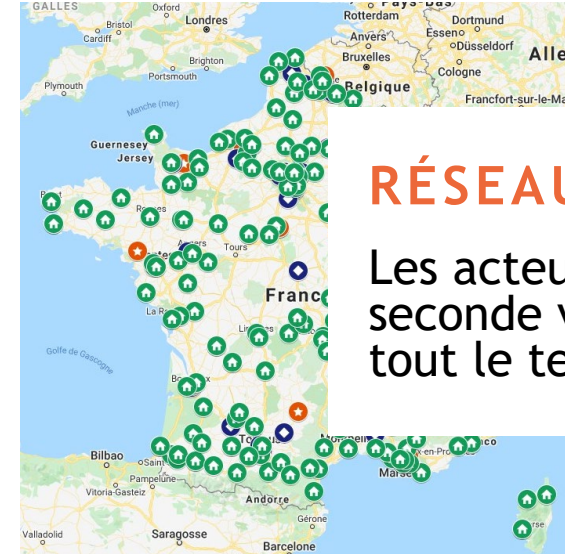 GALLES
Oxford
Londres
Bristol
Cardiff
Brighton
Portsmouth
Plymouth
Manche (mer)
Guernesey
Jersey
Pays-Bas
Rotterdam
Dortmund
Essen
Anvers
Düsseldorf
Bruxelles
Alle
Cologne
Belgique
Francfort-sur-le-Ma
RÉSEAU
Les acteu
seconde v
tout le te
Tours
Franc
La R
Golfe de Gascogne
Bilbao
Vitoria-Gasteiz
Pampelune
Andorre
Gérone
Valladolid
Saragosse
Barcelone